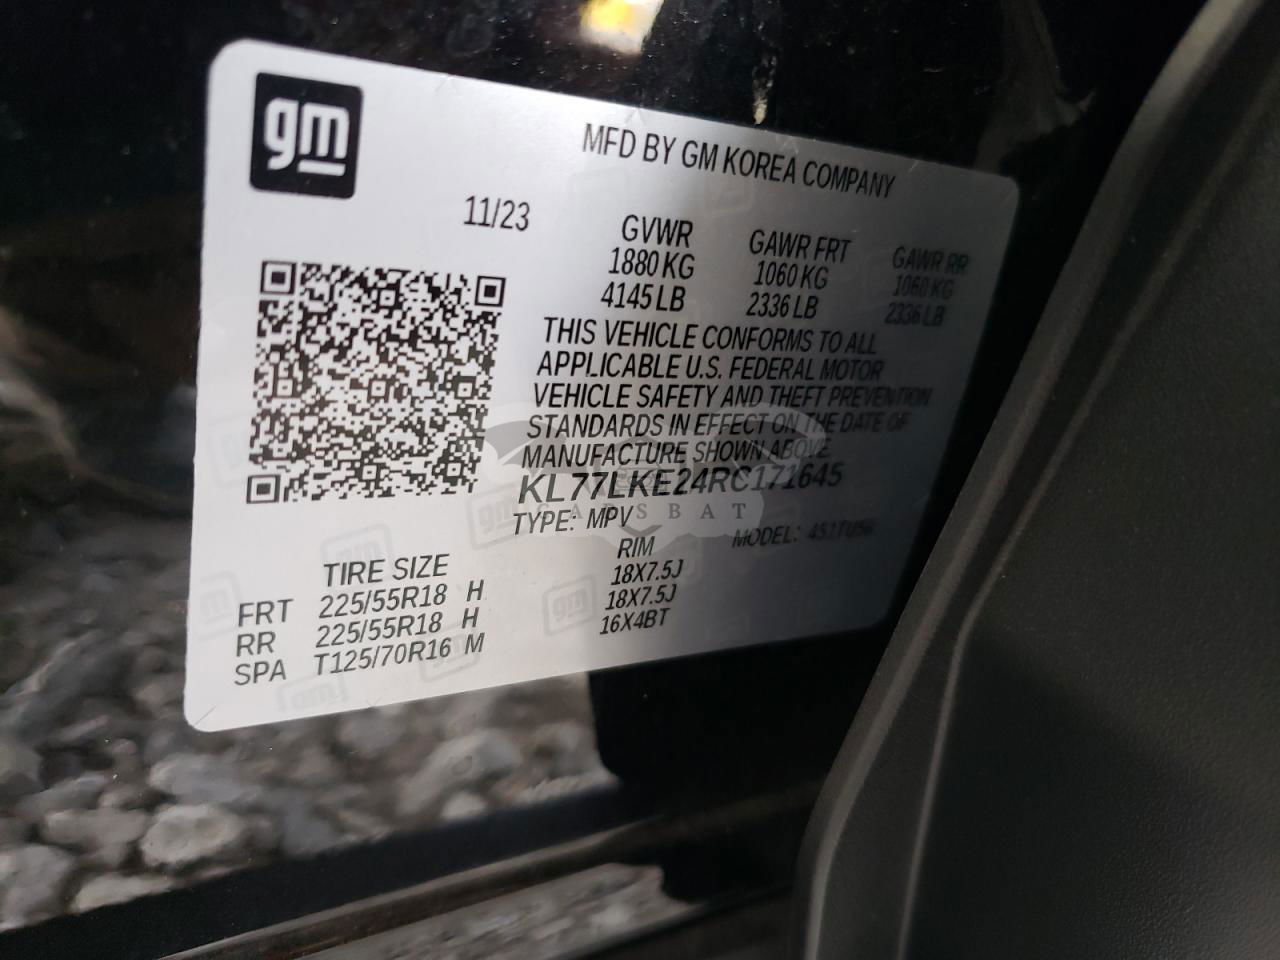 gm
MFD BY GM KOREA COMPANY
11/23
GVWR GAWR FRT GAWR RR
1880 KG 1060 KG 1060 KG
4145 LB 2336 LB 2336 LB
THIS VEHICLE CONFORMS TO ALL
APPLICABLE U.S. FEDERAL MOTOR
VEHICLE SAFETY AND THEFT PREVENTION
STANDARDS IN EFFECT ON THE DATE OF
MANUFACTURE SHOWN ABOVE
KL77LKE24RC171645
CARSBAT
TYPE: MPV MODEL:
TIRE SIZE RIM
FRT 225/55R18 H 18X7.5J
RR 225/55R18 H 18X7.5J
SPA T125/70R16 M 16X4BT